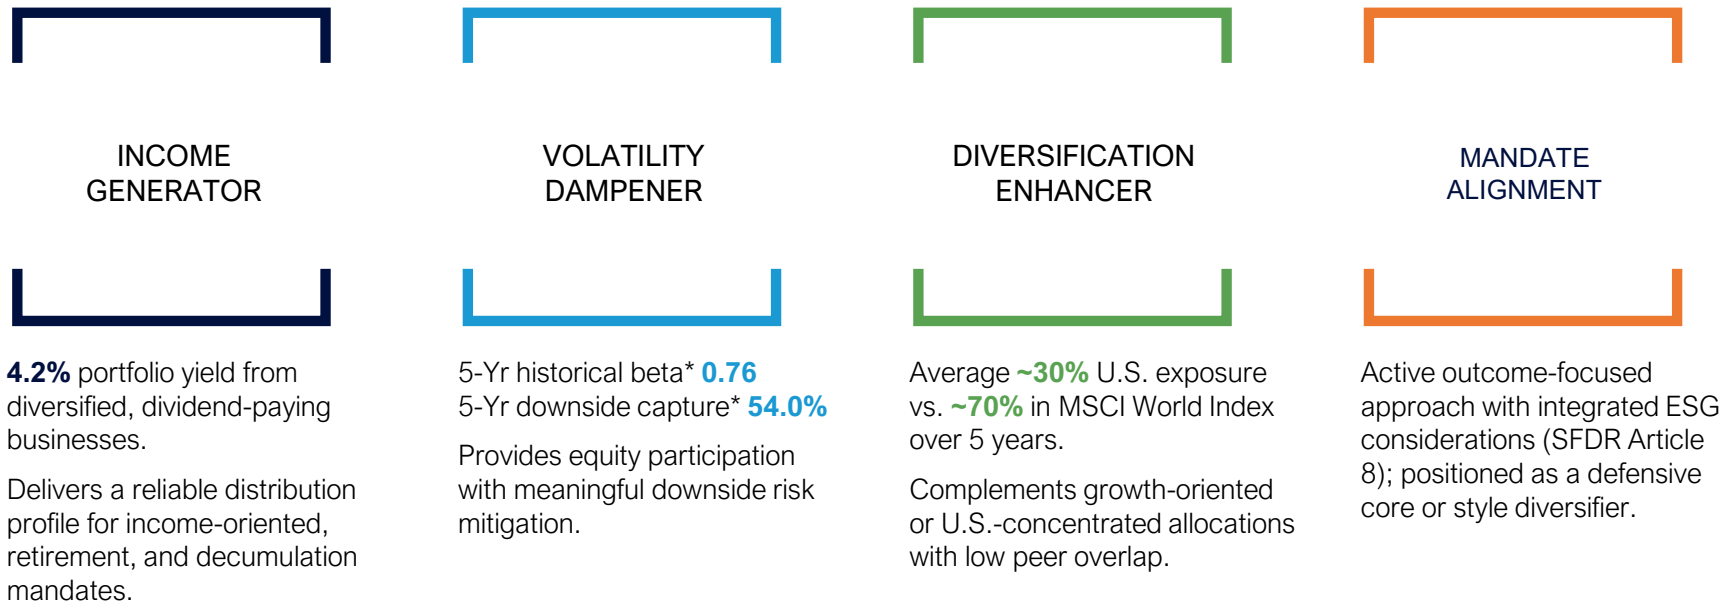 INCOME
GENERATOR
4.2% portfolio yield from
diversified, dividend-paying
businesses.
Delivers a reliable distribution
profile for income-oriented,
retirement, and decumulation
mandates.
VOLATILITY
DAMPENER
5-Yr historical beta* 0.76
5-Yr downside capture* 54.0%
Provides equity participation
with meaningful downside risk
mitigation.
DIVERSIFICATION
ENHANCER
Average ~30% U.S. exposure
vs. ~70% in MSCI World Index
over 5 years.
Complements growth-oriented
or U.S.-concentrated allocations
with low peer overlap.
MANDATE
ALIGNMENT
Active outcome-focused
approach with integrated ESG
considerations (SFDR Article
8); positioned as a defensive
core or style diversifier.